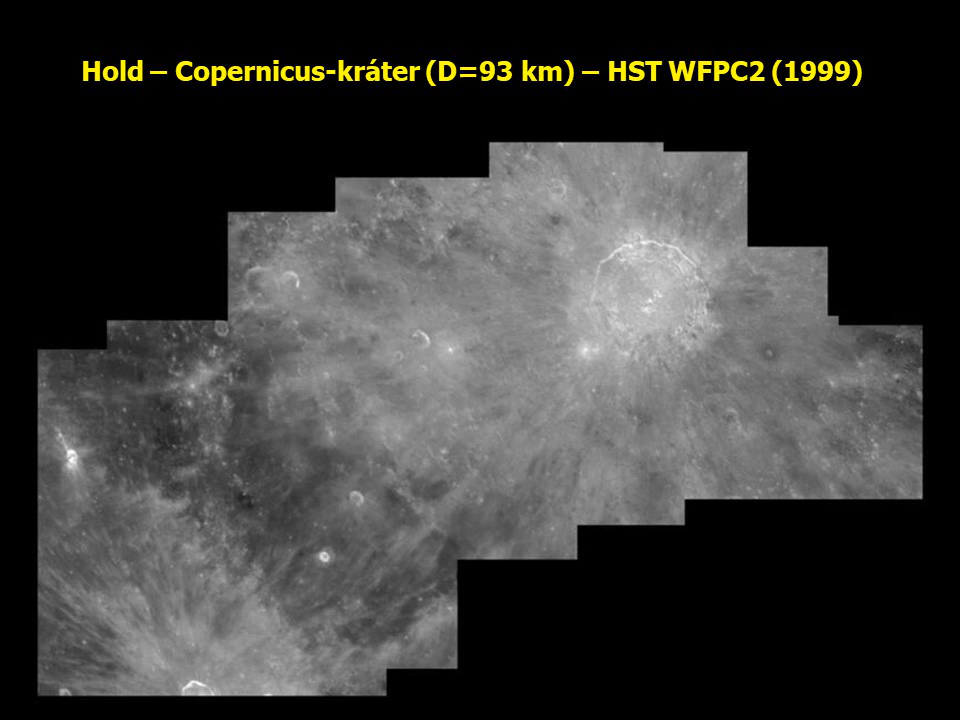 Hold – Copernicus-kráter (D=93 km) – HST WFPC2 (1999)